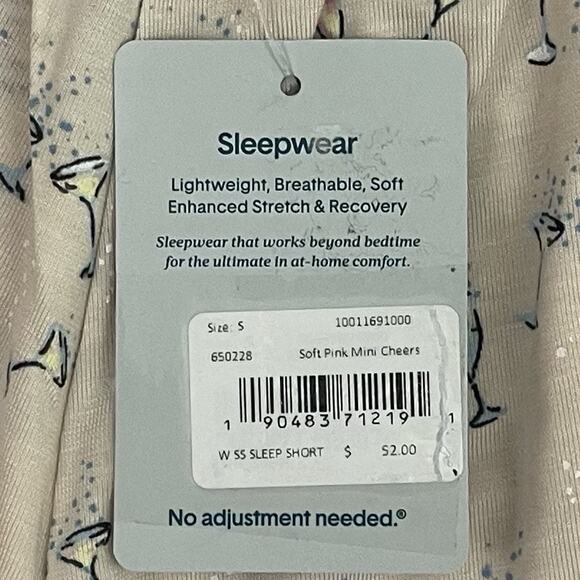 Sleepwear
Lightweight, Breathable, Soft
Enhanced Stretch & Recovery
Sleepwear that works beyond bedtime
for the ultimate in at-home comfort.
Size: S 10011691000
650228 Soft Pink Mini Cheers
1 90483 71219 1
W SS SLEEP SHORT $ 52.00
No adjustment needed.®